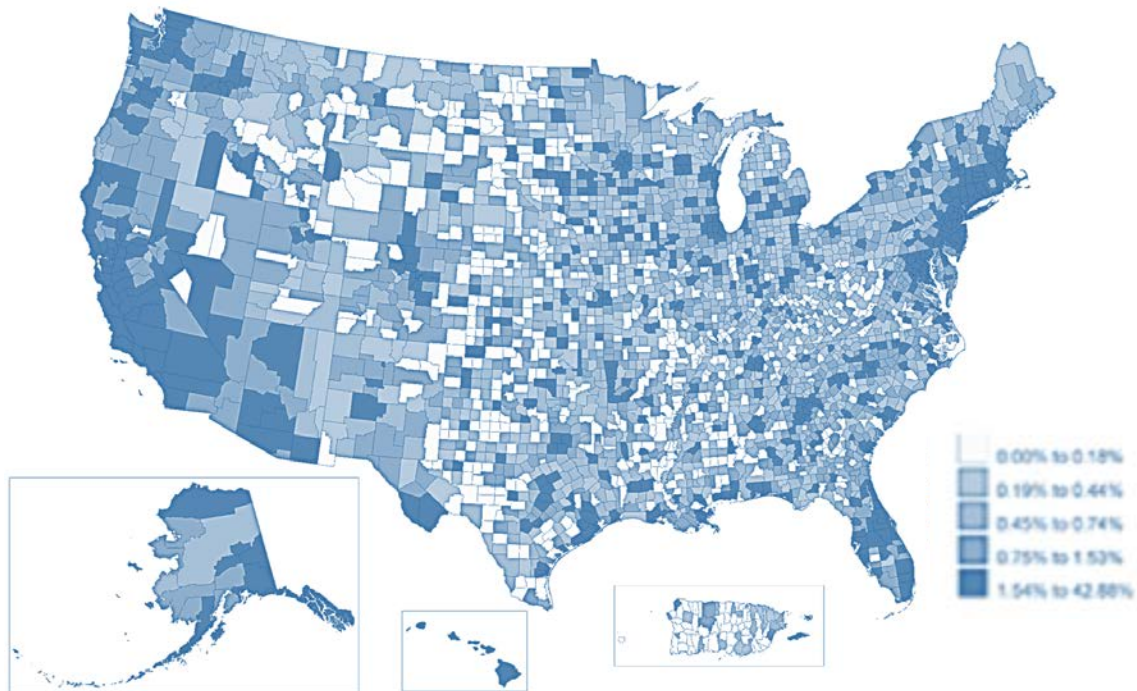 0.00% to 0.18%
0.19% to 0.44%
0.45% to 0.74%
0.75% to 1.53%
1.54% to 42.88%